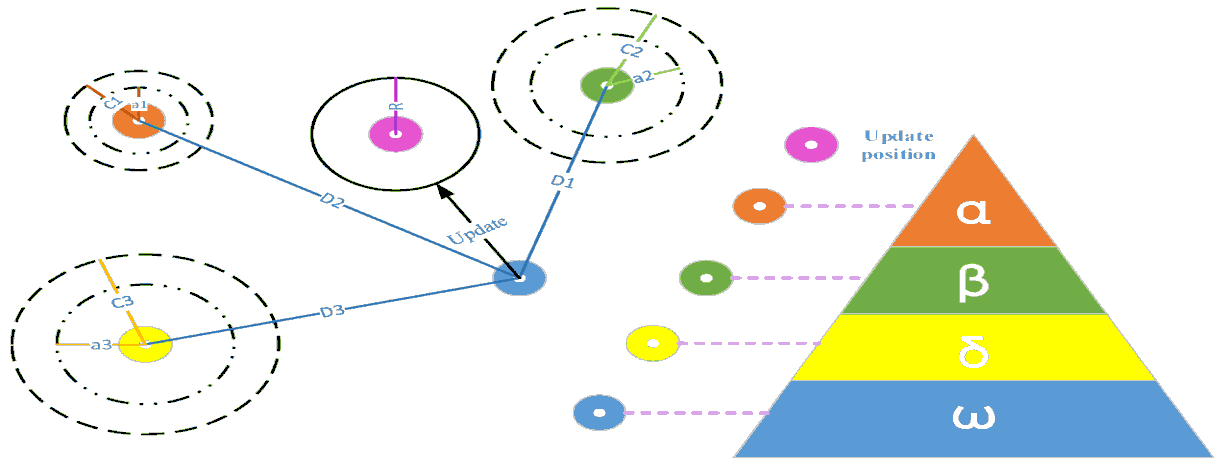 C1
a1
R
C2
a2
D1
D2
Update
C3
a3
D3
Update
position
α
β
δ
ω